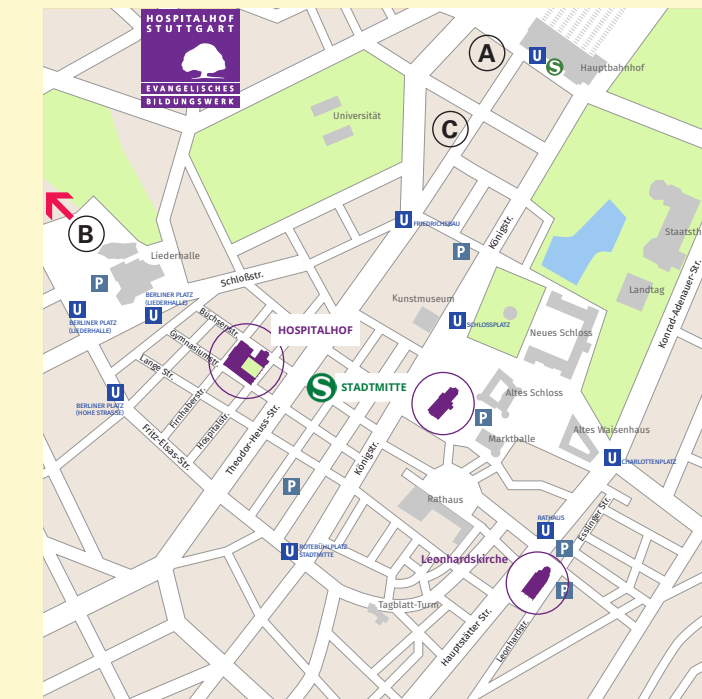 HOSPITALHOF
STUTTGART
EVANGELISCHES
BILDUNGSWERK
A
U
S
Hauptbahnhof
Universität
C
B
U
FRIEDRICHSBAU
Königstr.
P
Staatsth
Liederhalle
P
Schloßstr.
Landtag
Konrad-Adenauer-Str.
BERLINER PLATZ
(LIEDERHALLE)
U
U
BERLINER PLATZ
(LIEDERHALLE)
Kunstmuseum
U
SCHLOSSPLATZ
Neues Schloss
Büchsenstr.
HOSPITALHOF
Gymnasiumstr.
Lange Str.
S
STADTMITTE
U
BERLINER PLATZ
(HOHE STRASSE)
Firnhaberstr.
Hospitalstr.
Fritz-Elsas-Str.
Theodor-Heuss-Str.
Königstr.
Altes Schloss
P
Markthalle
Altes Waisenhaus
U
CHARLOTTENPLATZ
P
Rathaus
RATHAUS
U
Esslinger Str.
P
U
ROTEBÜHLPLATZ
STADTMITTE
Leonhardskirche
P
Tagblatt-Turm
Hauptstätter Str.
Leonhardstr.